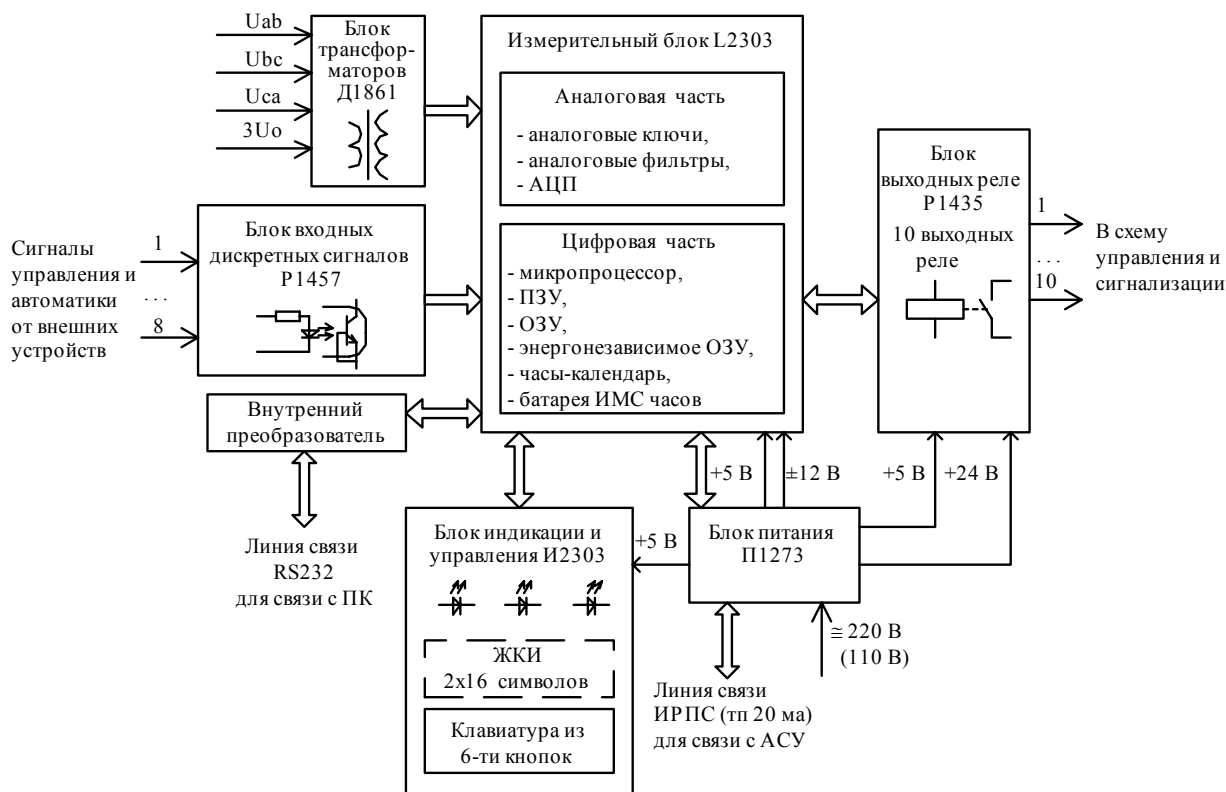 Uab
Ubc
Uca
3Uo
Блок
трансфор-
маторов
Д1861
Измерительный блок L2303
Аналоговая часть
- аналоговые ключи,
- аналоговые фильтры,
- АЦП
Цифровая часть
- микропроцессор,
- ПЗУ,
- ОЗУ,
- энергонезависимое ОЗУ,
- часы-календарь,
- батарея ИМС часов
Блок
выходных реле
Р1435
10 выходных
реле
1
. . .
10
В схему
управления и
сигнализации
Сигналы
управления и
автоматики
от внешних
устройств
1
. . .
8
Блок входных
дискретных сигналов
Р1457
Внутренний
преобразователь
Линия связи
RS232
для связи с ПК
+5 В
±12 В
+5 В
+24 В
Блок индикации и
управления И2303
ЖКИ
2х16 символов
Клавиатура из
6-ти кнопок
+5 В
Блок питания
П1273
≅220 В
(110 В)
Линия связи
ИРПС (тп 20 ма)
для связи с АСУ